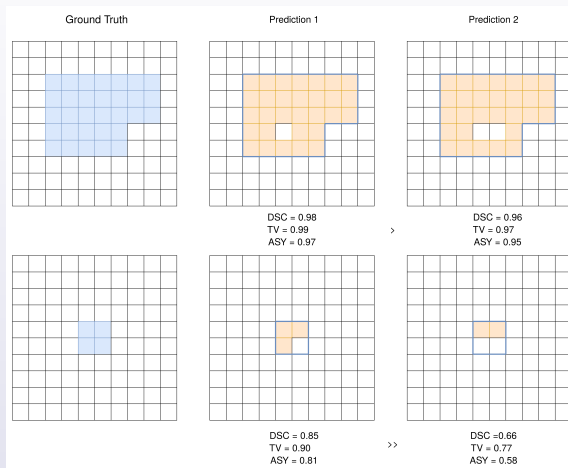 Ground Truth
Prediction 1
Prediction 2
DSC = 0.98
TV = 0.99
ASY = 0.97
>
DSC = 0.96
TV = 0.97
ASY = 0.95
DSC = 0.85
TV = 0.90
ASY = 0.81
>>
DSC =0.66
TV = 0.77
ASY = 0.58